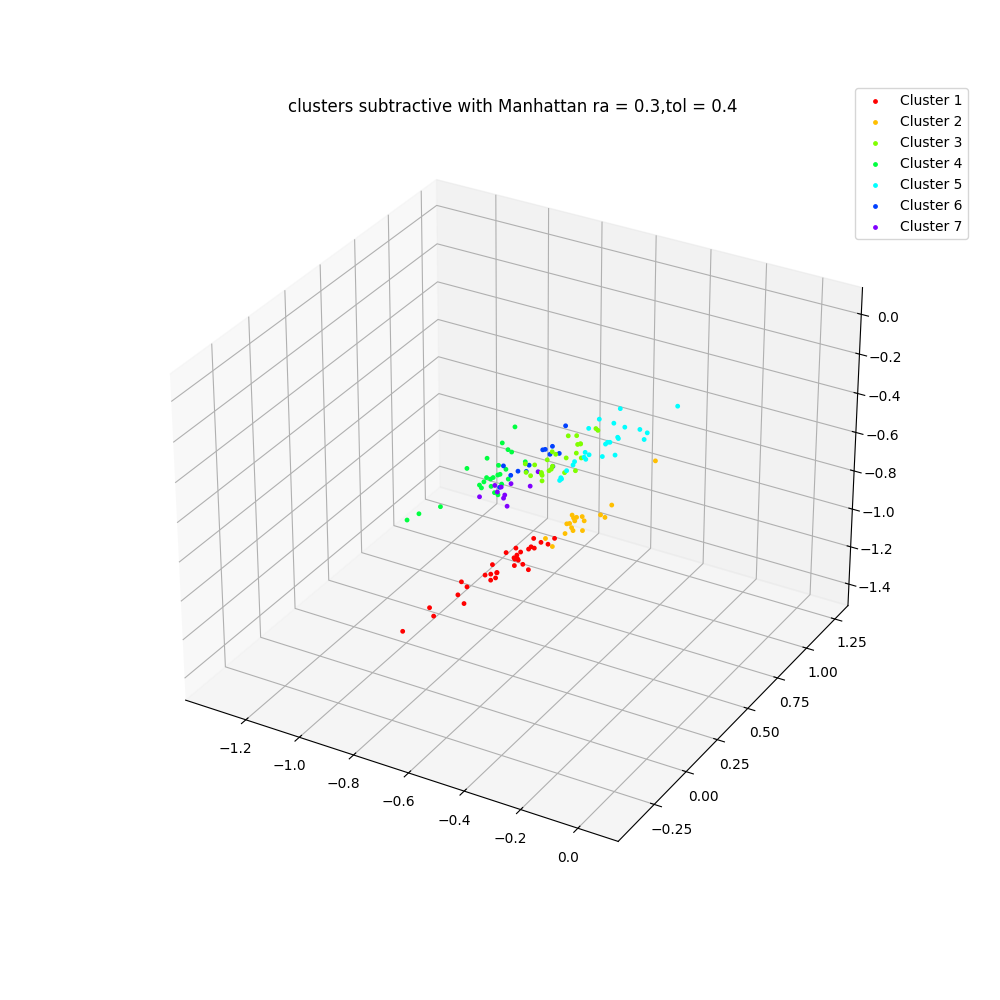 clusters subtractive with Manhattan ra = 0.3,tol = 0.4
Cluster 1
Cluster 2
Cluster 3
Cluster 4
Cluster 5
Cluster 6
Cluster 7
0.0
−0.2
−0.4
−0.6
−0.8
−1.0
−1.2
−1.4
1.25
1.00
0.75
0.50
0.25
0.00
−0.25
−1.2
−1.0
−0.8
−0.6
−0.4
−0.2
0.0